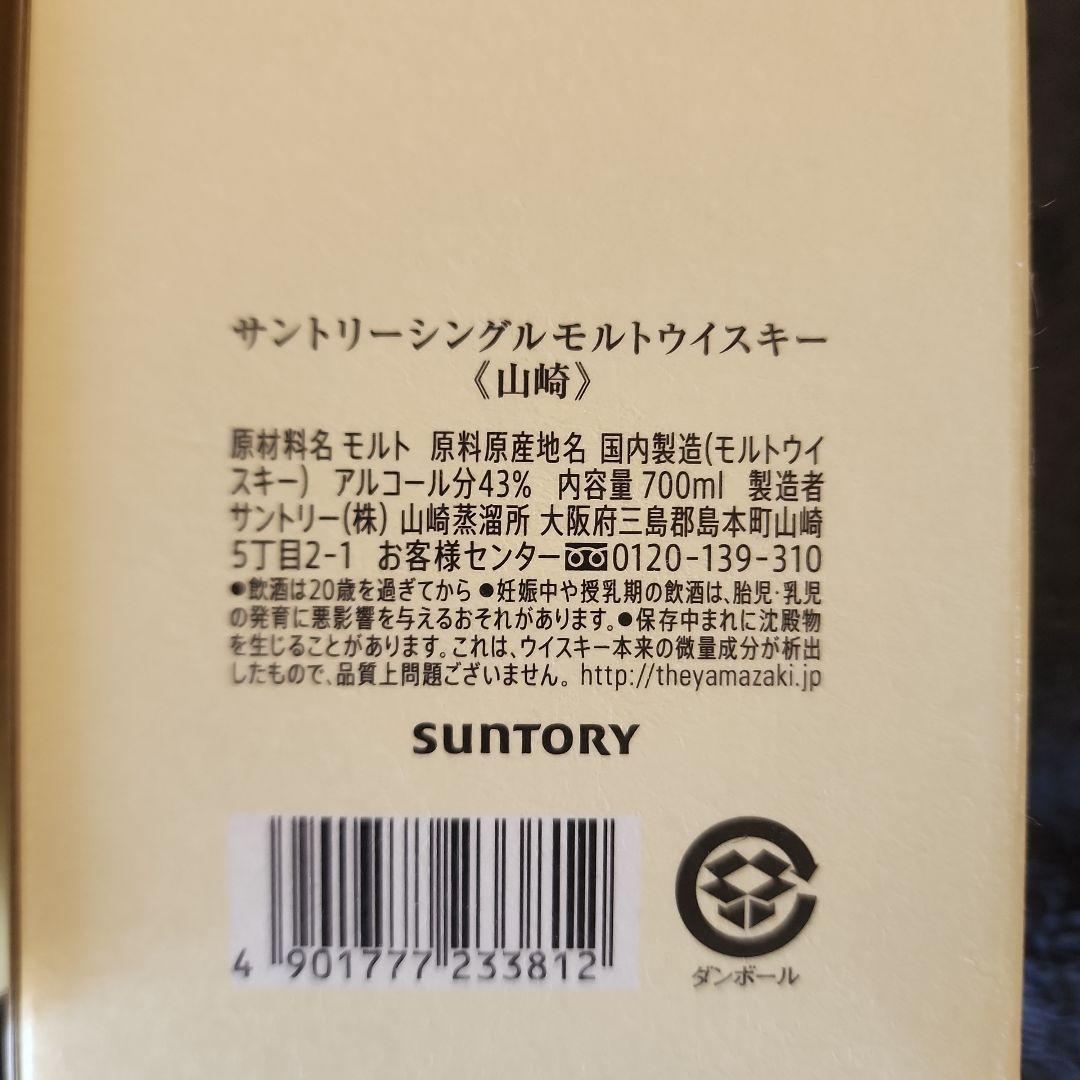 サントリーシングルモルトウイスキー
《山崎》
原材料名 モルト 原料原産地名 国内製造(モルトウイ
スキー) アルコール分43% 内容量 700ml 製造者
サントリー(株) 山崎蒸溜所 大阪府三島郡島本町山崎
5丁目2-1 お客様センター 0120-139-310
●飲酒は20歳を過ぎてから ●妊娠中や授乳期の飲酒は、胎児・乳児
の発育に悪影響を与えるおそれがあります。●保存中まれに沈殿物
を生じることがあります。これは、ウイスキー本来の微量成分が析出
したもので、品質上問題ございません。 http://theyamazaki.jp
SUNTORY
4 901777 233812
ダンボール